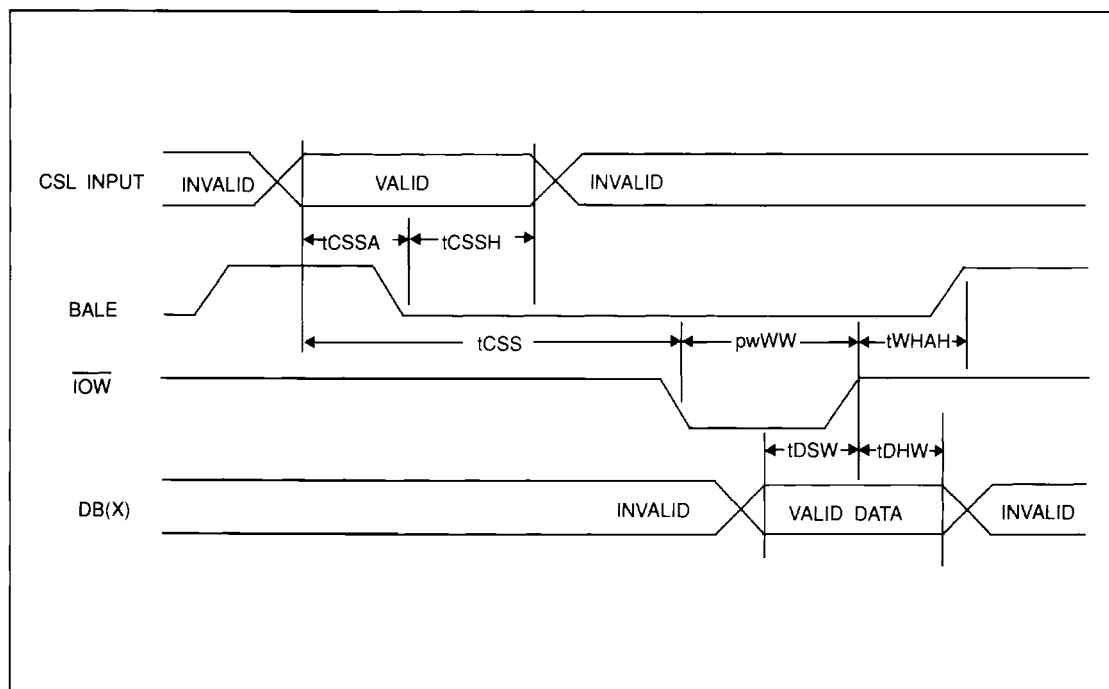 CSL INPUT INVALID VALID INVALID
tCSSA tCSSH
BALE
tCSS pwWW tWHAH
IOW
tDSW tDHW
DB(X) INVALID VALID DATA INVALID